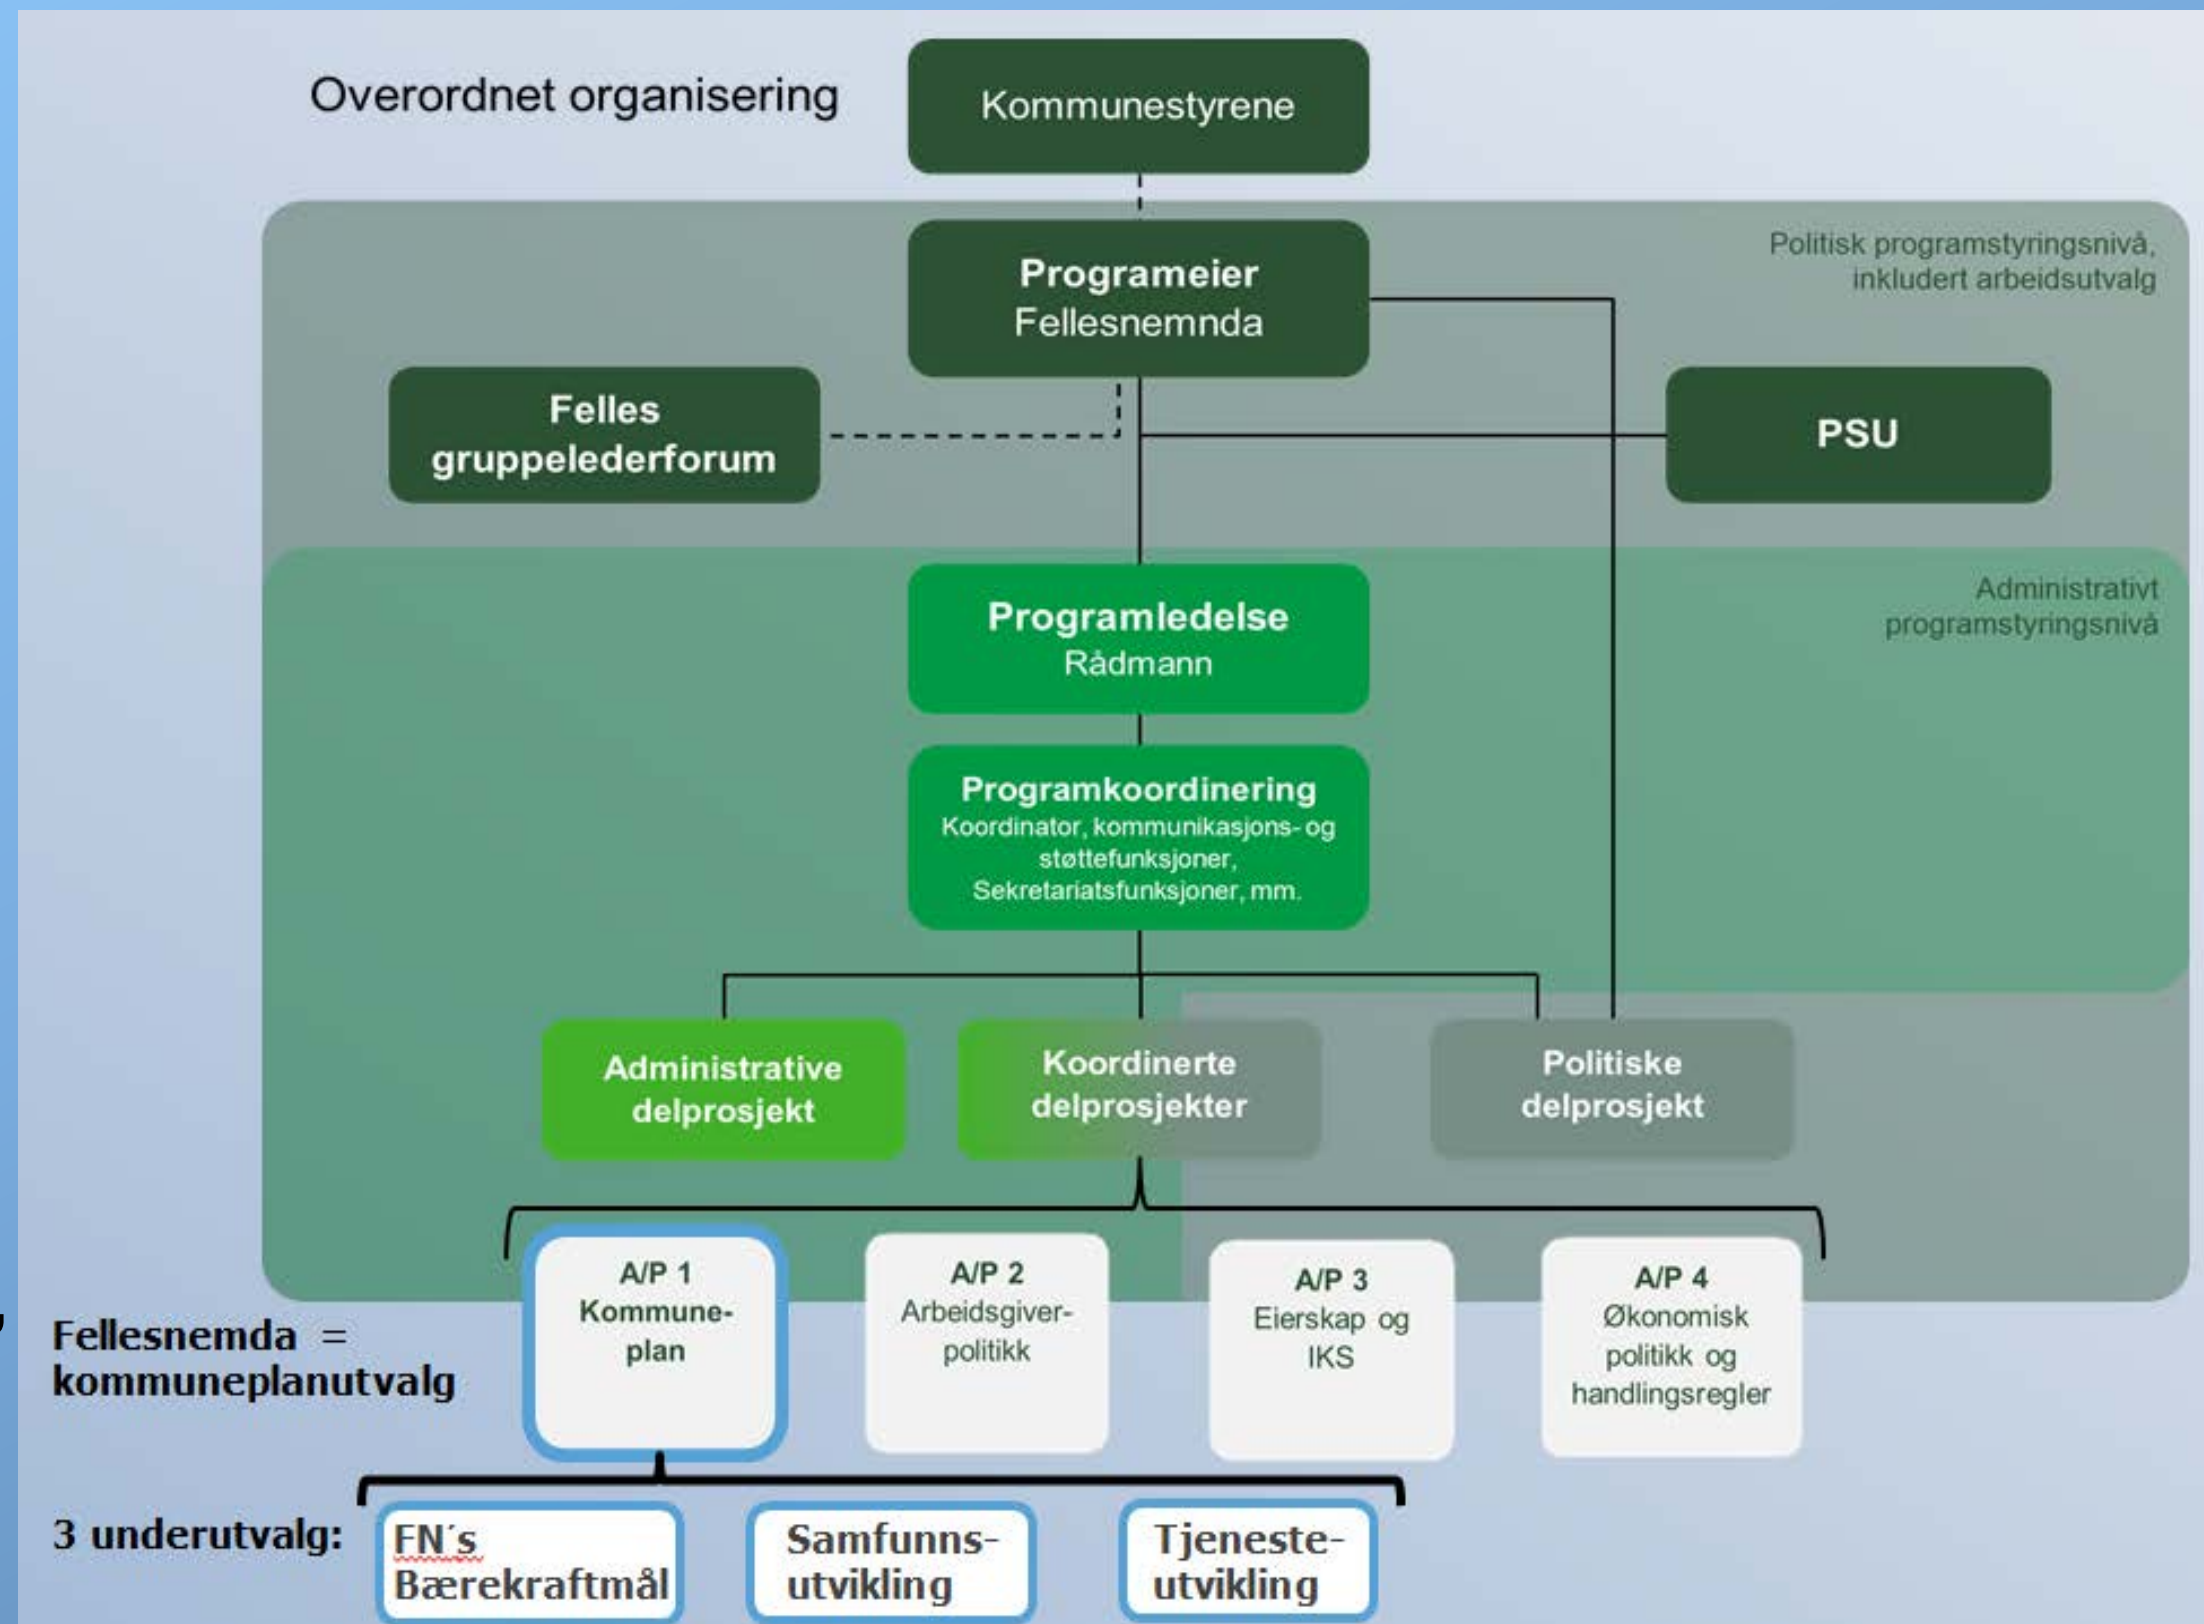 Overordnet organisering
Kommunestyrene
Politisk programstyringsnivå,
inkludert arbeidsutvalg
Programeier
Fellesnemnda
Felles
gruppelederforum
PSU
Administrativt
programstyringsnivå
Programledelse
Rådmann
Programkoordinering
Koordinator, kommunikasjons- og
støttefunksjoner,
Sekretariatsfunksjoner, mm.
Administrative
delprosjekt
Koordinerte
delprosjekter
Politiske
delprosjekt
A/P 1
Kommune-
plan
A/P 2
Arbeidsgiver-
politikk
A/P 3
Eierskap og
IKS
A/P 4
Økonomisk
politikk og
handlingsregler
Fellesnemda =
kommuneplanutvalg
3 underutvalg:
FN´s
Bærekraftmål
Samfunns-
utvikling
Tjeneste-
utvikling